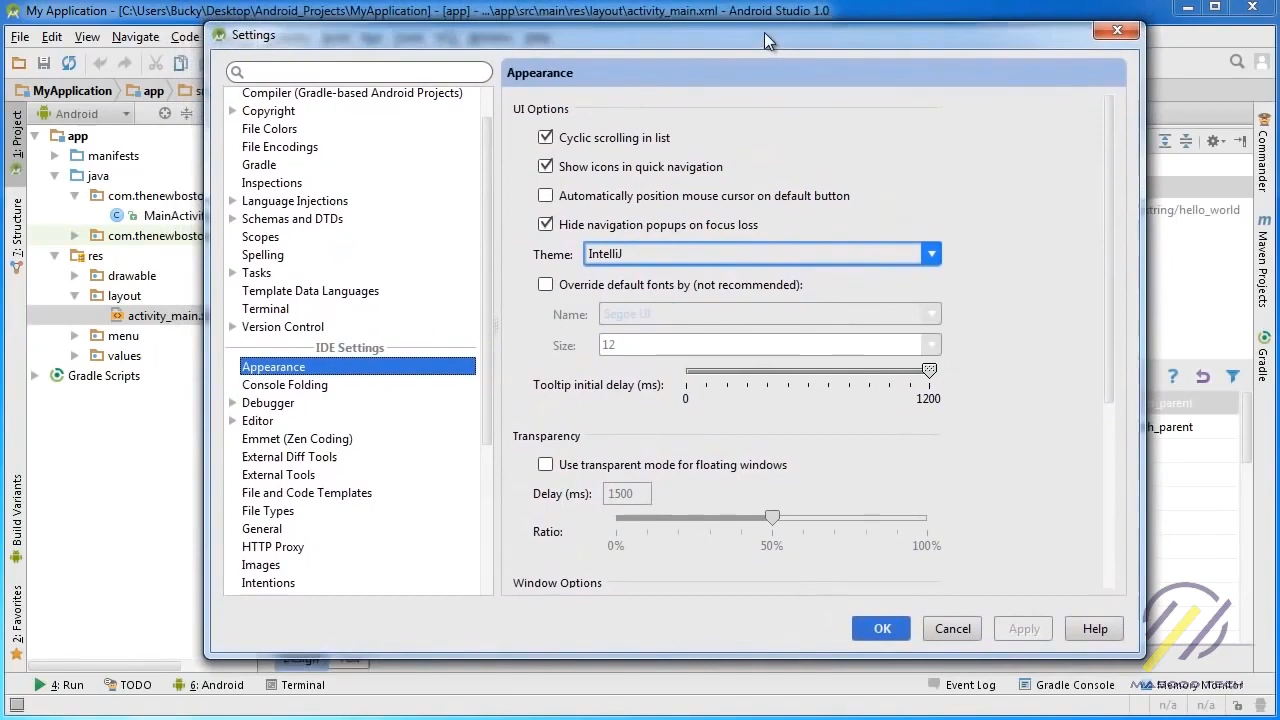 MyApplication - [C:\Users\Bucky\Desktop\Android_Projects\MyApplication] - [app] - ...\app\src\main\res\layout\activity_main.xml - Android Studio 1.0
File Edit View Navigate Code
Settings
MyApplication app
Android
1: Project
7: Structure
Build Variants
2: Favorites
app
manifests
java
com.thenewbosto
MainActivit
com.thenewbosto
res
drawable
layout
activity_main.x
menu
values
Gradle Scripts
Compiler (Gradle-based Android Projects)
Copyright
File Colors
File Encodings
Gradle
Inspections
Language Injections
Schemas and DTDs
Scopes
Spelling
Tasks
Template Data Languages
Terminal
Version Control
IDE Settings
Appearance
Console Folding
Debugger
Editor
Emmet (Zen Coding)
External Diff Tools
External Tools
File and Code Templates
File Types
General
HTTP Proxy
Images
Intentions
Appearance
UI Options
Cyclic scrolling in list
Show icons in quick navigation
Automatically position mouse cursor on default button
Hide navigation popups on focus loss
Theme: IntelliJ
Override default fonts by (not recommended):
Name: Segoe UI
Size: 12
Tooltip initial delay (ms):
0 1200
Transparency
Use transparent mode for floating windows
Delay (ms): 1500
Ratio:
0% 50% 100%
Window Options
OK Cancel Apply Help
string/hello_world
h_parent
h_parent
Commander
Maven Projects
Gradle
4: Run TODO 6: Android Terminal Event Log Gradle Console Memory Monitor
n/a n/a